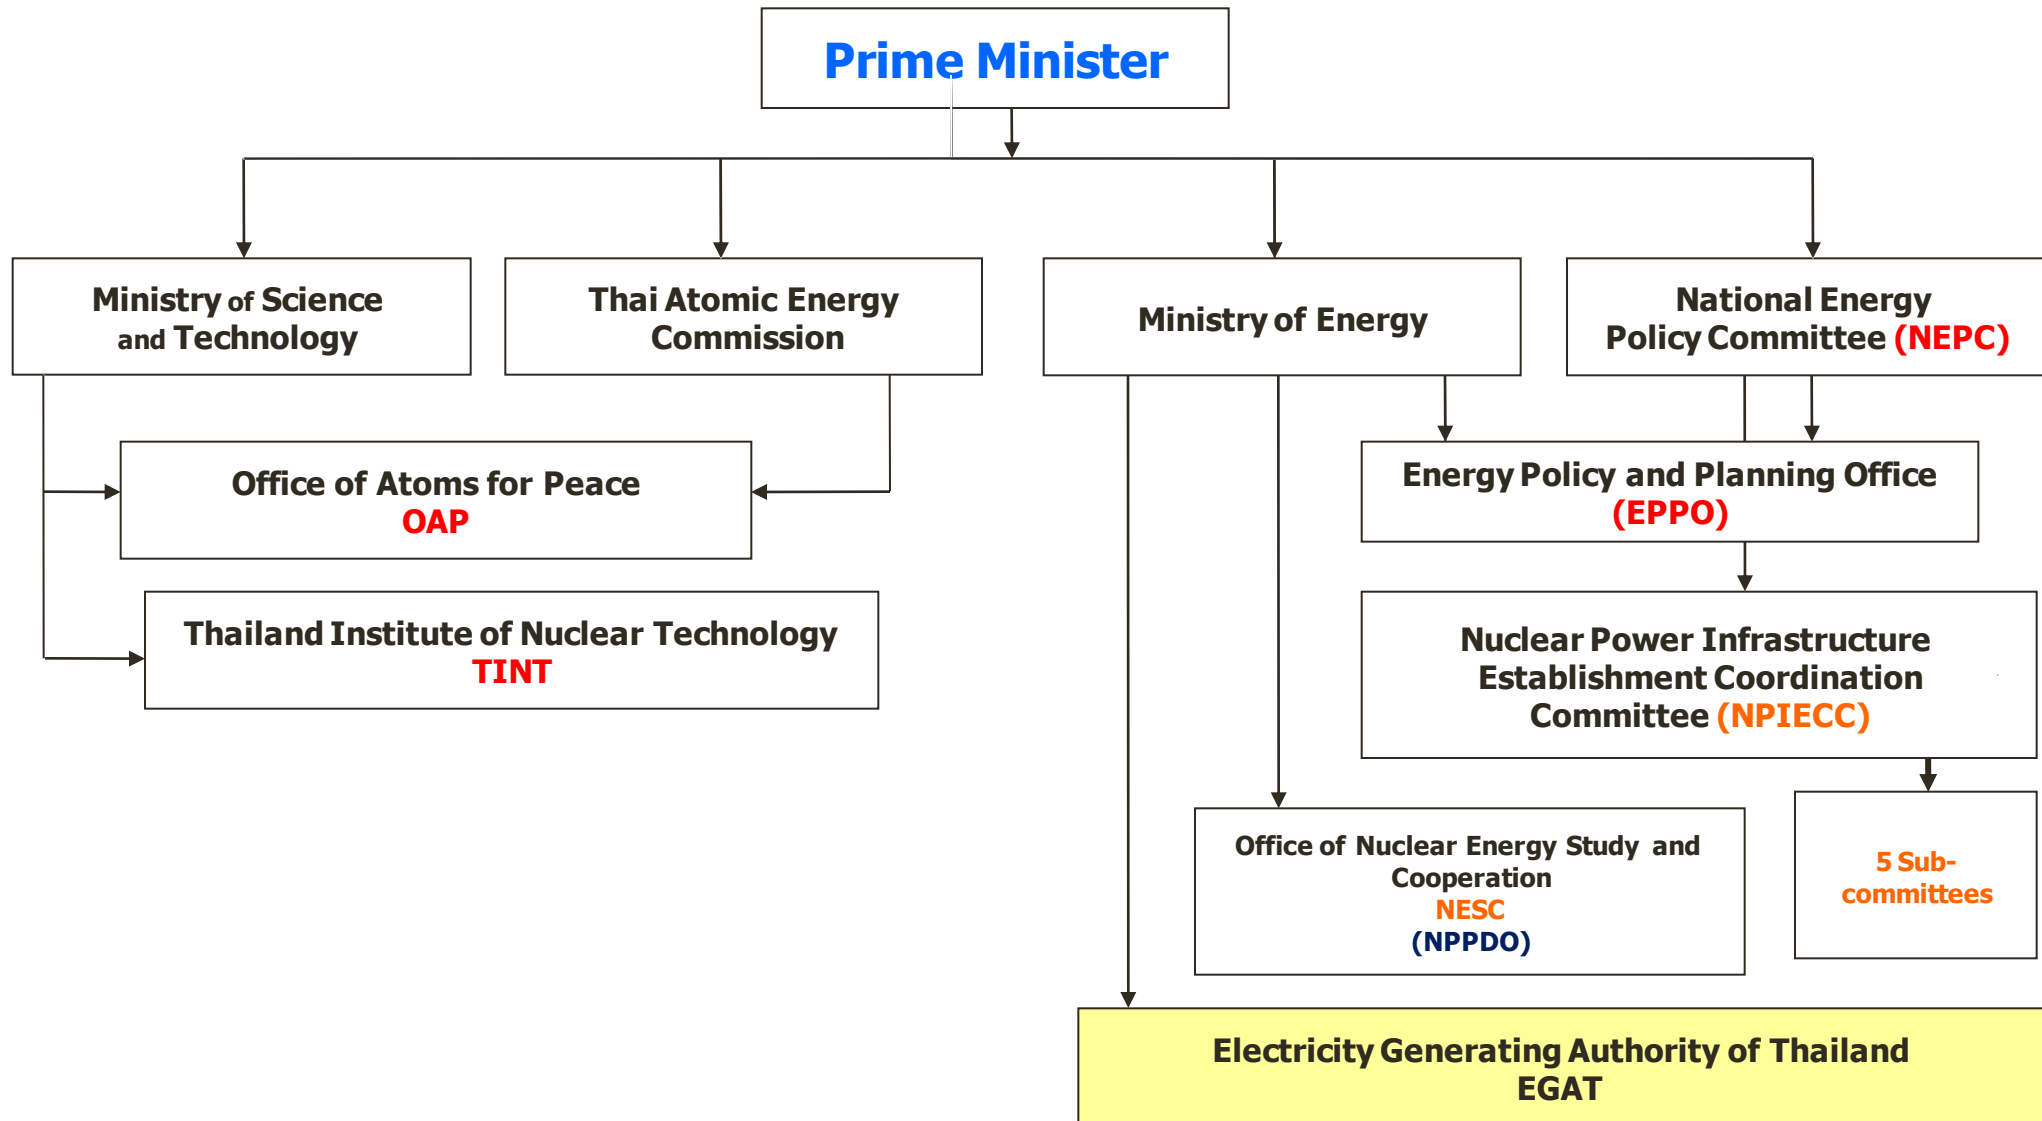 Prime Minister
Ministry of Science
and Technology
Thai Atomic Energy
Commission
Ministry of Energy
National Energy
Policy Committee (NEPC)
Office of Atoms for Peace
OAP
Energy Policy and Planning Office
(EPPO)
Thailand Institute of Nuclear Technology
TINT
Nuclear Power Infrastructure
Establishment Coordination
Committee (NPIECC)
Office of Nuclear Energy Study and
Cooperation
NESC
(NPPDO)
5 Sub-
committees
Electricity Generating Authority of Thailand
EGAT